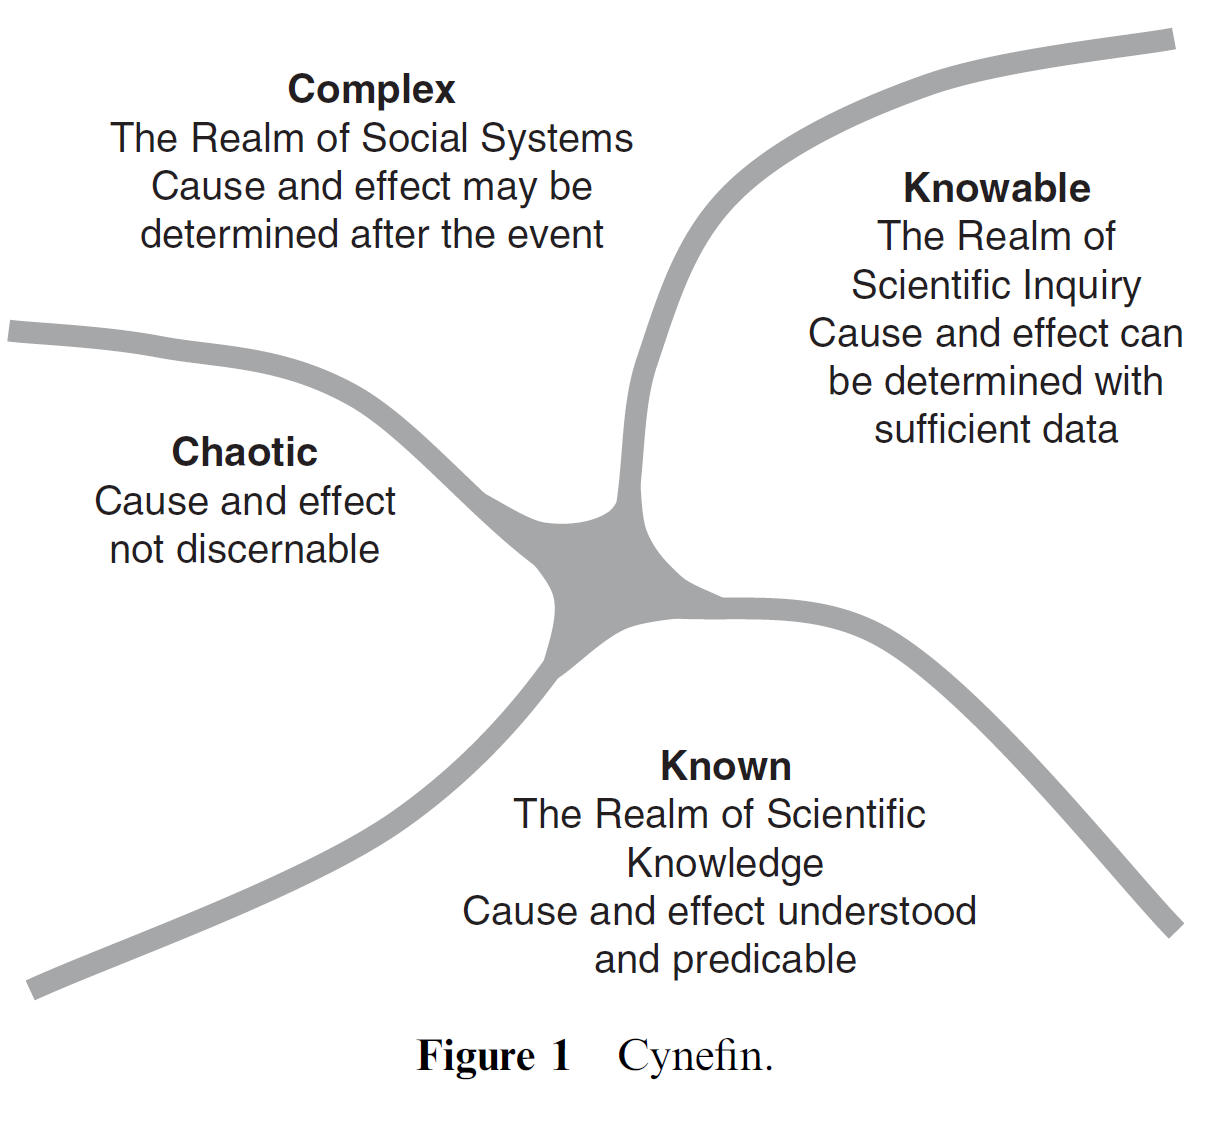 Complex
The Realm of Social Systems
Cause and effect may be
determined after the event
Knowable
The Realm of
Scientific Inquiry
Cause and effect can
be determined with
sufficient data
Chaotic
Cause and effect
not discernable
Known
The Realm of Scientific
Knowledge
Cause and effect understood
and predicable
Figure 1 Cynefin.